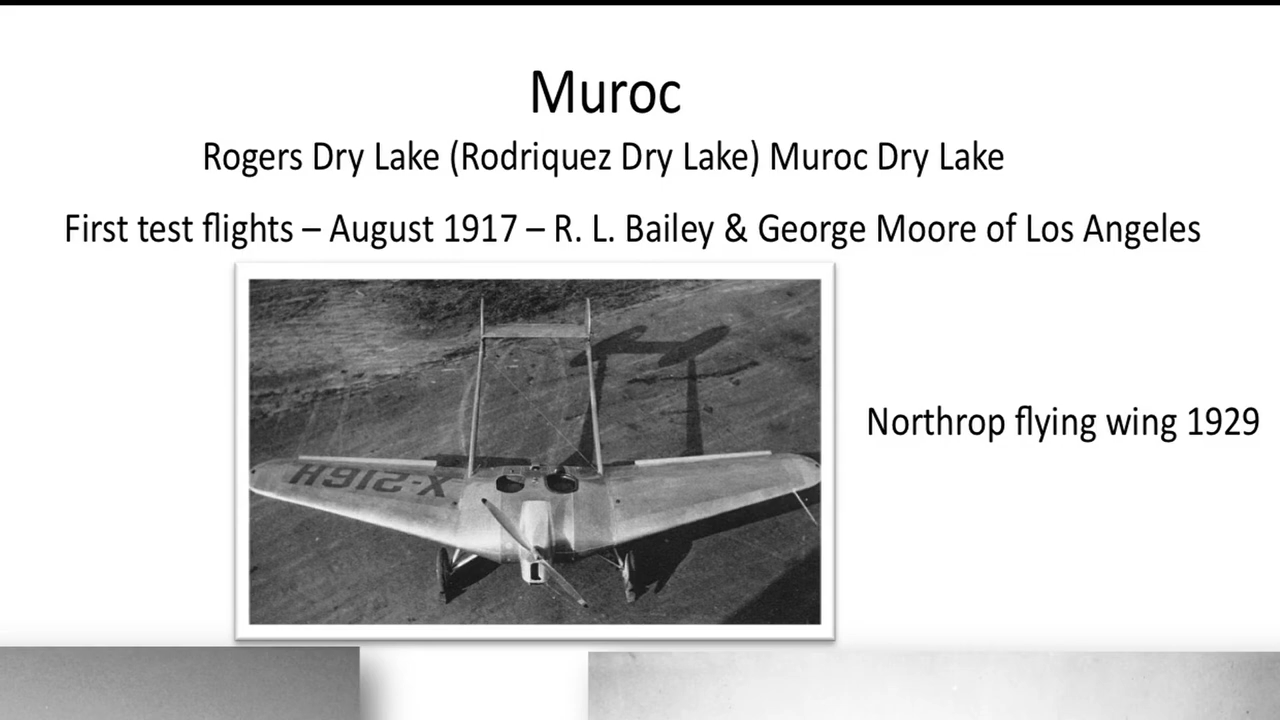 Muroc
Rogers Dry Lake (Rodriquez Dry Lake) Muroc Dry Lake
First test flights – August 1917 – R. L. Bailey & George Moore of Los Angeles
Northrop flying wing 1929
X-216H